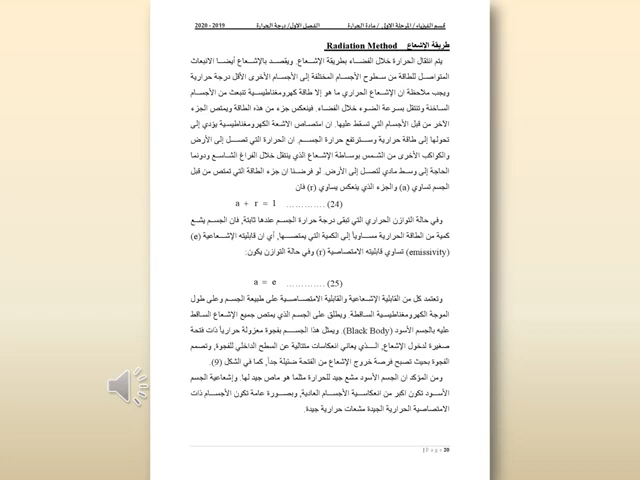 قسم الفيزياء / المرحلة الاولى / مادة الحرارة الفصل الاول/ درجة الحرارة 2019 - 2020
طريقة الإشعاع Radiation Method
يتم انتقال الحرارة خلال الفضاء بطريقة الإشعاع. ويقصد بالإشعاع أيضا الانبعاث
المتواصل للطاقة من سطوح الأجسام المختلفة إلى الأجسام الأخرى الأقل درجة حرارية
ويجب ملاحظة ان الإشعاع الحراري ما هو إلا طاقة كهرومغناطيسية تنبعث من الأجسام
الساخنة وتنتقل بسرعة الضوء خلال الفضاء. فينعكس جزء من هذه الطاقة ويمتص الجزء
الآخر من قبل الأجسام التي تسقط عليها. ان امتصاص الاشعة الكهرومغناطيسية يؤدي إلى
تحولها إلى طاقة حرارية وسترتفع حرارة الجسم. ان الحرارة التي تصل إلى الأرض
والكواكب الأخرى من الشمس بوساطة الإشعاع الذي ينتقل خلال الفراغ الشاسع ودونما
الحاجة إلى وسط مادي لتصل إلى الأرض. لو فرضنا ان جزء الطاقة التي تمتص من قبل
الجسم تساوي (a) والجزء الذي ينعكس يساوي (r) فان
a + r = 1 ………… (24)
وفي حالة التوازن الحراري التي تبقى درجة حرارة الجسم عندها ثابتة، فان الجسم يشع
كمية من الطاقة الحرارية مساوياً إلى الكمية التي يمتصها، أي ان قابليته الإشعاعية (e)
(emissivity) تساوي قابليته الامتصاصية (r) وفي حالة التوازن يكون:
a = e ………… (25)
وتعتمد كل من القابلية الإشعاعية والقابلية الامتصاصية على طبيعة الجسم وعلى طول
الموجة الكهرومغناطيسية الساقطة. ويطلق على الجسم الذي يمتص جميع الإشعاع الساقط
عليه بالجسم الأسود (Black Body) ويمثل هذا الجسم بفجوة معزولة حرارياً ذات فتحة
صغيرة لدخول الإشعاع، الذي يعاني انعكاسات متتالية عن السطح الداخلي للفجوة، وتصمم
الفجوة بحيث تصبح فرصة خروج الإشعاع من الفتحة ضئيلة جداً، كما في الشكل (9).
ومن المؤكد ان الجسم الأسود مشع جيد للحرارة مثلما هو ماص جيد لها. وإشعاعية الجسم
الأسود تكون اكبر من انعكاسية الأجسام العادية، وبصورة عامة تكون الأجسام ذات
الامتصاصية الحرارية الجيدة مشعات حرارية جيدة.
| P a g e 20